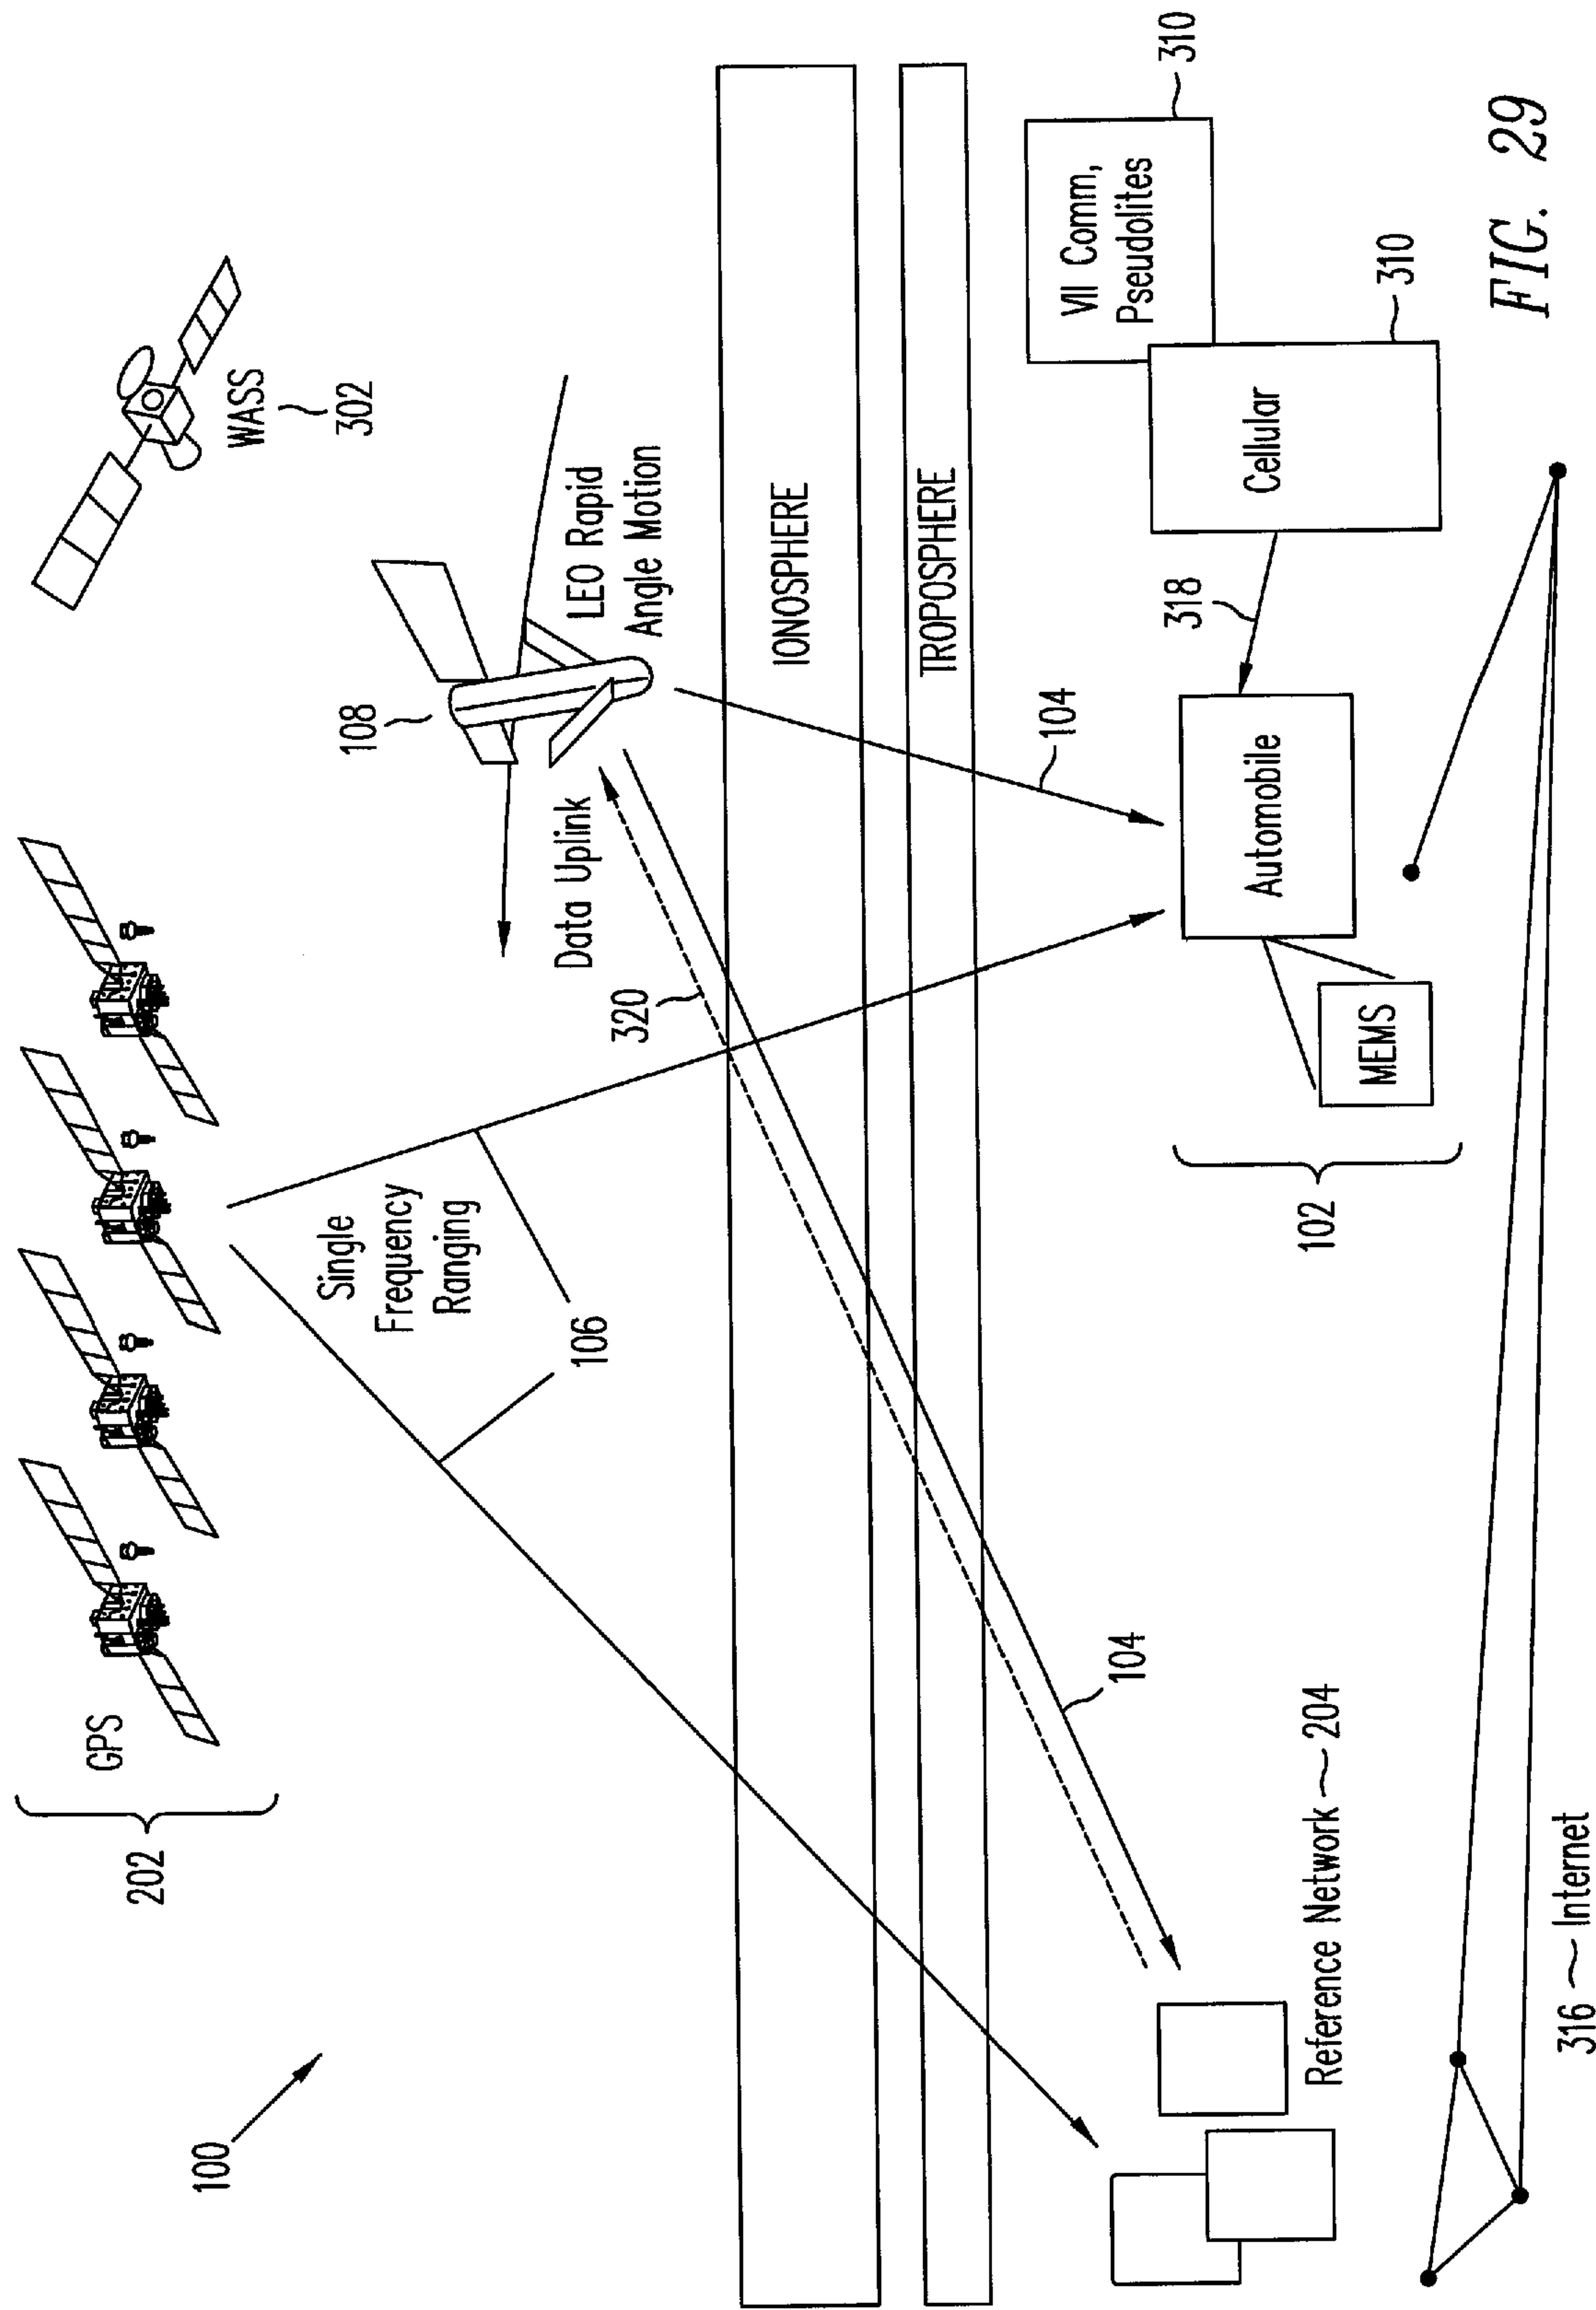 100
202
GPS
WASS
302
108
LEO Rapid
Angle Motion
Single
Frequency
Ranging
106
Data Uplink
320
IONOSPHERE
TROPOSPHERE
104
104
Reference Network 204
102
MEMS
Automobile
318
Cellular
310
VII Comm,
Pseudolites
310
316 Internet
FIG. 29